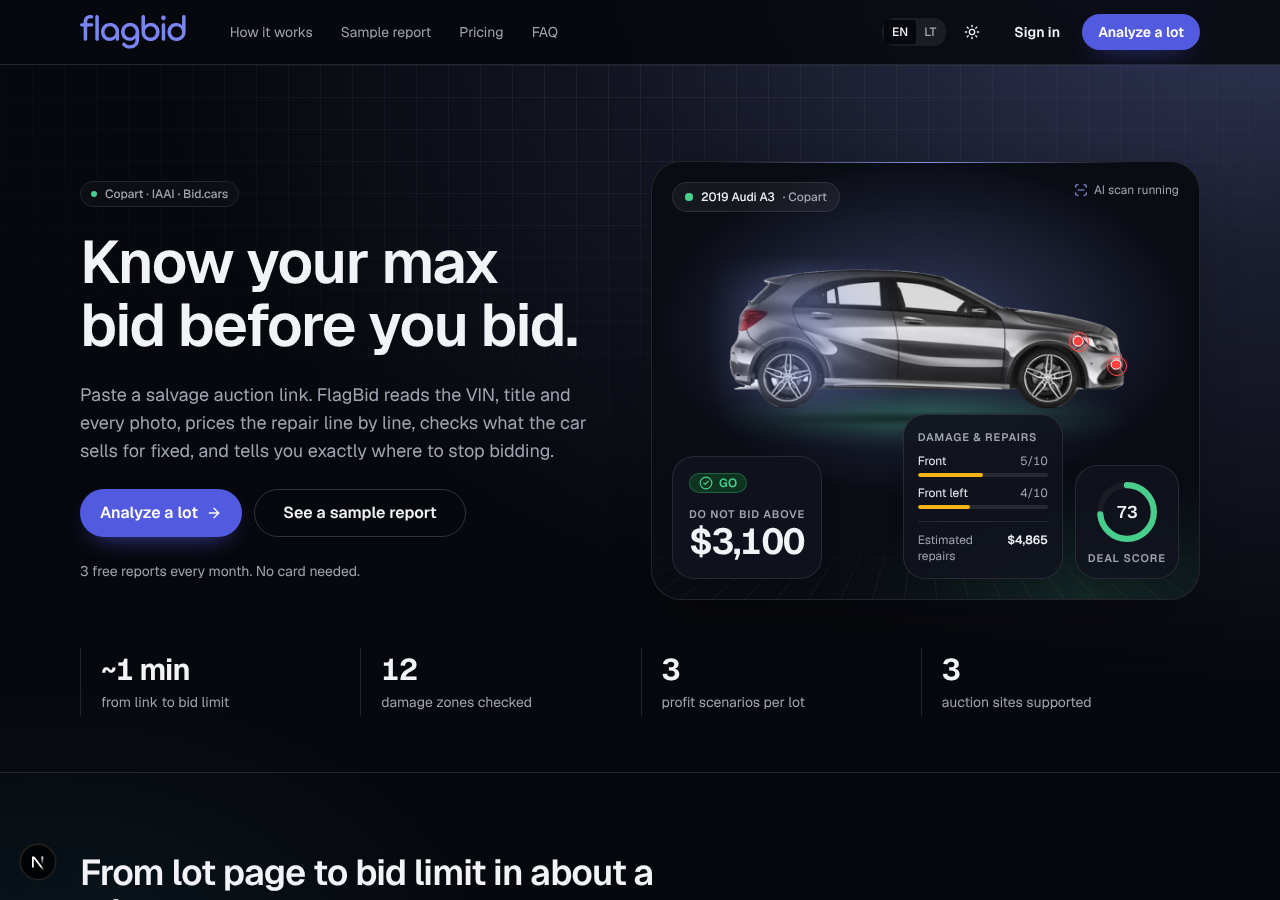 flagbid
How it works
Sample report
Pricing
FAQ
EN
LT
Sign in
Analyze a lot
Copart · IAAI · Bid.cars
Know your max
bid before you bid.
Paste a salvage auction link. FlagBid reads the VIN, title and
every photo, prices the repair line by line, checks what the car
sells for fixed, and tells you exactly where to stop bidding.
Analyze a lot →
See a sample report
3 free reports every month. No card needed.
2019 Audi A3 · Copart
AI scan running
GO
DO NOT BID ABOVE
$3,100
DAMAGE & REPAIRS
Front 5/10
Front left 4/10
Estimated $4,865
repairs
73
DEAL SCORE
~1 min
from link to bid limit
12
damage zones checked
3
profit scenarios per lot
3
auction sites supported
N
From lot page to bid limit in about a